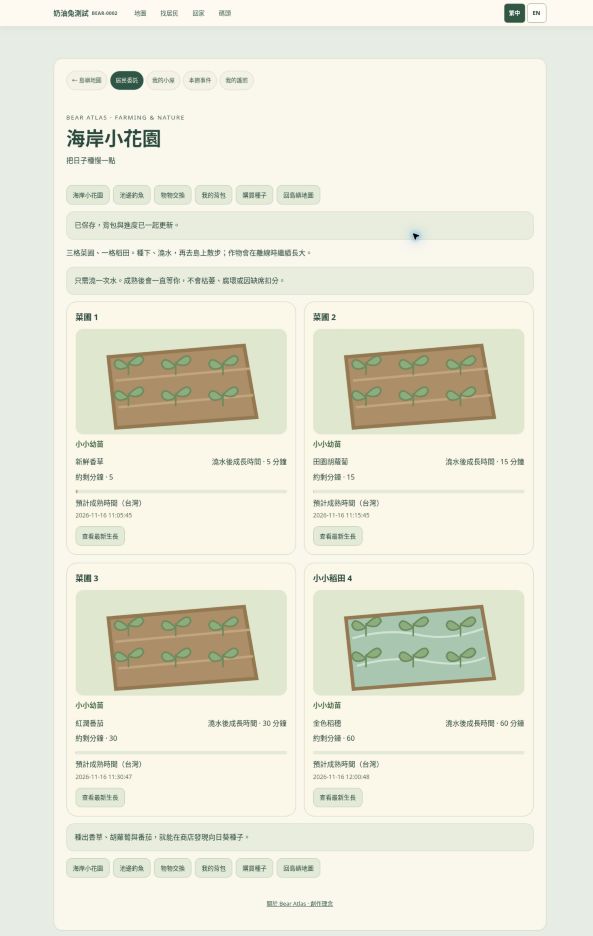 奶油兔測試 BEAR-0002 地圖 找居民 回家 碼頭 繁中 EN
← 島嶼地圖 居民委託 我的小屋 本週事件 我的護照
BEAR ATLAS · FARMING & NATURE
海岸小花園
把日子種慢一點
海岸小花園 池邊釣魚 物物交換 我的背包 購買種子 回島嶼地圖
已保存，背包與進度已一起更新。
三格菜圃、一格稻田。種下、澆水，再去島上散步；作物會在離線時繼續長大。
只需澆一次水。成熟後會一直等你，不會枯萎、腐壞或因缺席扣分。
菜圃 1
小小幼苗
新鮮香草 澆水後成長時間 · 5 分鐘
約剩分鐘 · 5
預計成熟時間（台灣）
2026-11-16 11:05:45
查看最新生長
菜圃 2
小小幼苗
田園胡蘿蔔 澆水後成長時間 · 15 分鐘
約剩分鐘 · 15
預計成熟時間（台灣）
2026-11-16 11:15:45
查看最新生長
菜圃 3
小小幼苗
紅潤番茄 澆水後成長時間 · 30 分鐘
約剩分鐘 · 30
預計成熟時間（台灣）
2026-11-16 11:30:47
查看最新生長
小小稻田 4
小小幼苗
金色稻穗 澆水後成長時間 · 60 分鐘
約剩分鐘 · 60
預計成熟時間（台灣）
2026-11-16 12:00:48
查看最新生長
種出香草、胡蘿蔔與番茄，就能在商店發現向日葵種子。
海岸小花園 池邊釣魚 物物交換 我的背包 購買種子 回島嶼地圖
關於 Bear Atlas · 創作理念